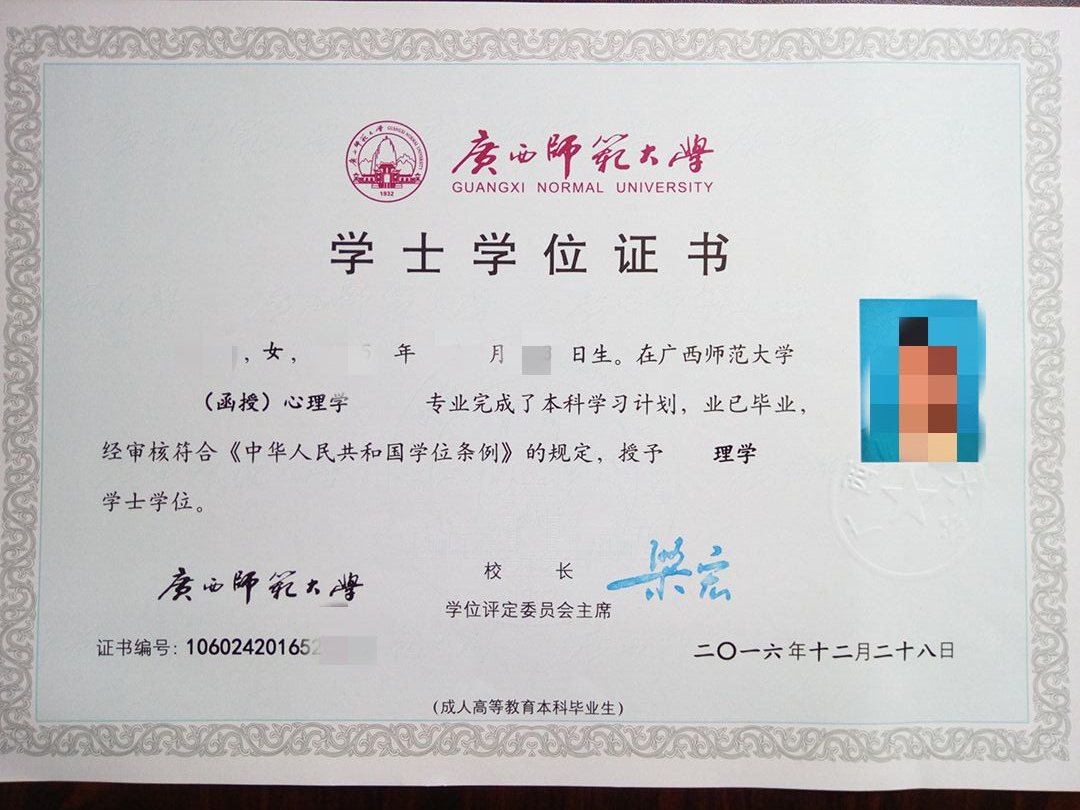 廣西師範大學
GUANGXI NORMAL UNIVERSITY
1932
学士学位证书
，女， 年 月 日生。在广西师范大学
（函授）心理学 专业完成了本科学习计划，业已毕业，
经审核符合《中华人民共和国学位条例》的规定，授予 理学
学士学位。
廣西師範大學
校长 梁宏
学位评定委员会主席
证书编号：106024201652
二〇一六年十二月二十八日
（成人高等教育本科毕业生）